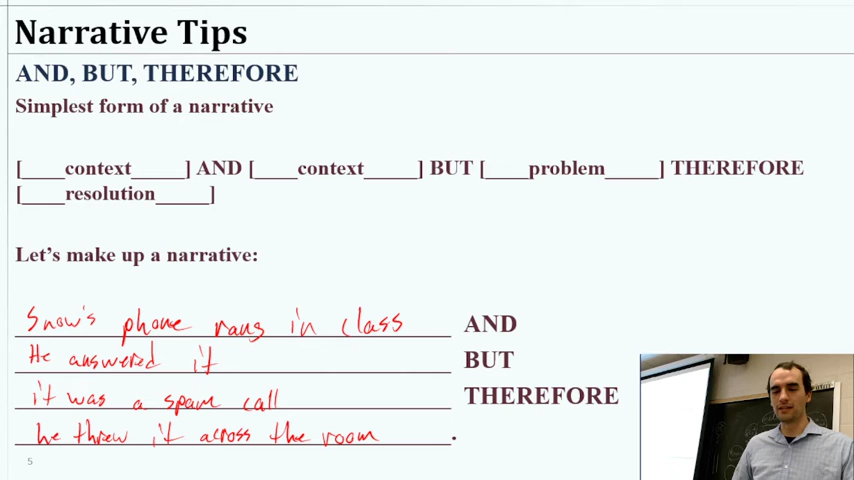 Narrative Tips
AND, BUT, THEREFORE
Simplest form of a narrative
[____context_____] AND [____context_____] BUT [____problem_____] THEREFORE
[____resolution_____]
Let's make up a narrative:
Snow's phone rang in class AND
He answered it BUT
it was a spam call THEREFORE
he threw it across the room.
5